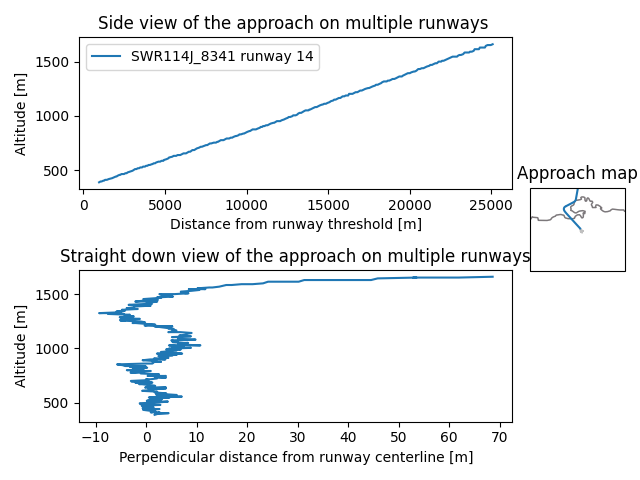 Side view of the approach on multiple runways
1500
1000
500
Altitude [m]
SWR114J_8341 runway 14
0
5000
10000
15000
20000
25000
Distance from runway threshold [m]
Approach map
Straight down view of the approach on multiple runways
1500
1000
500
Altitude [m]
−10
0
10
20
30
40
50
60
70
Perpendicular distance from runway centerline [m]